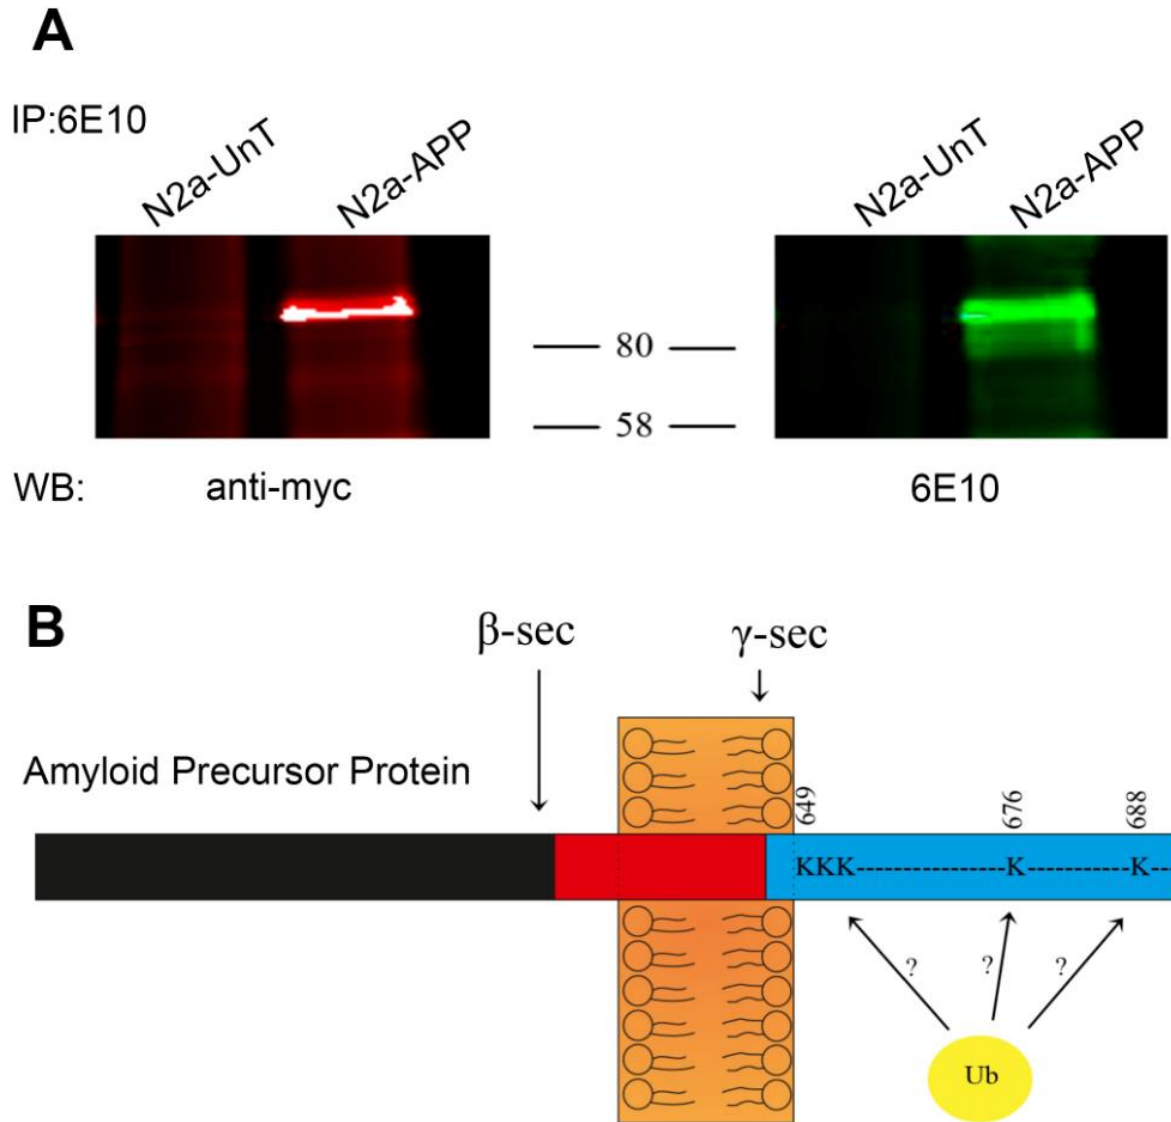 A
IP:6E10
N2a-UnT
N2a-APP
N2a-UnT
N2a-APP
80
58
WB:
anti-myc
6E10
B
β-sec
γ-sec
Amyloid Precursor Protein
649
676
688
KKK----------------K-----------K--
? ? ?
Ub